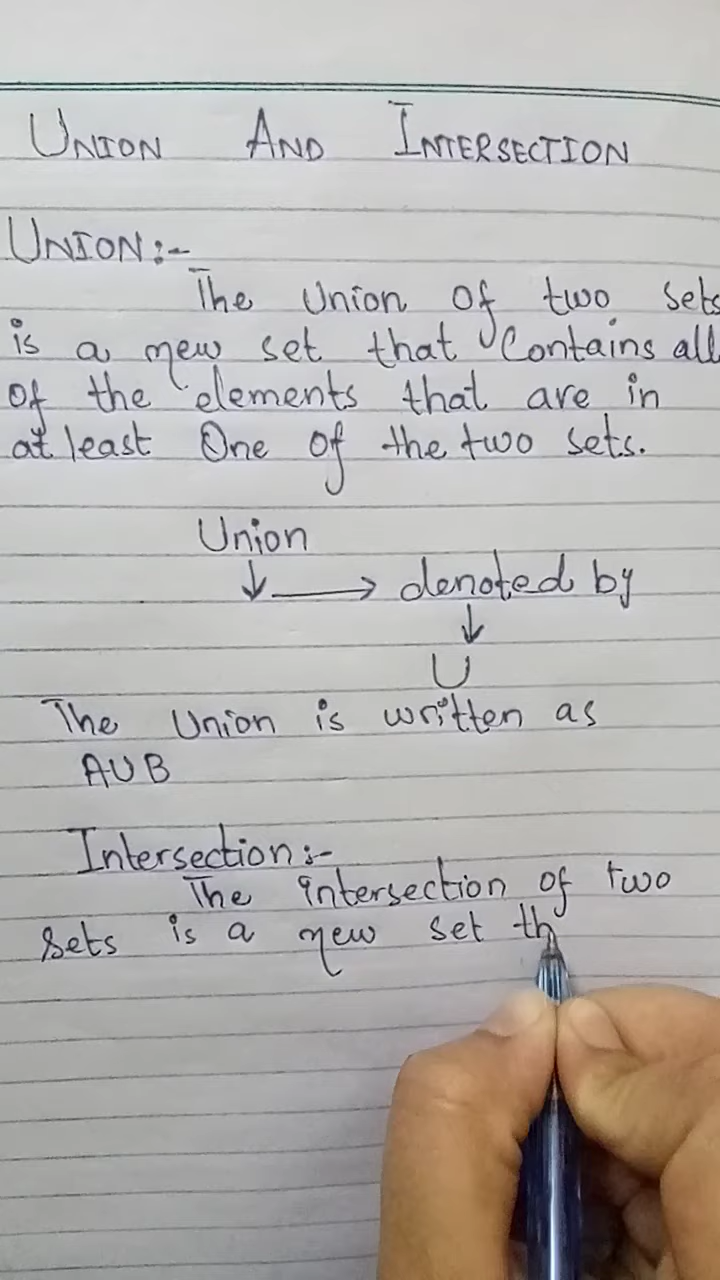 UNION AND INTERSECTION
UNION:-
The Union of two sets
is a new set that Contains all
of the elements that are in
at least One of the two sets.
Union
↓ → denoted by
↓
U
The Union is written as
AUB
Intersection:-
The intersection of two
sets is a new set th